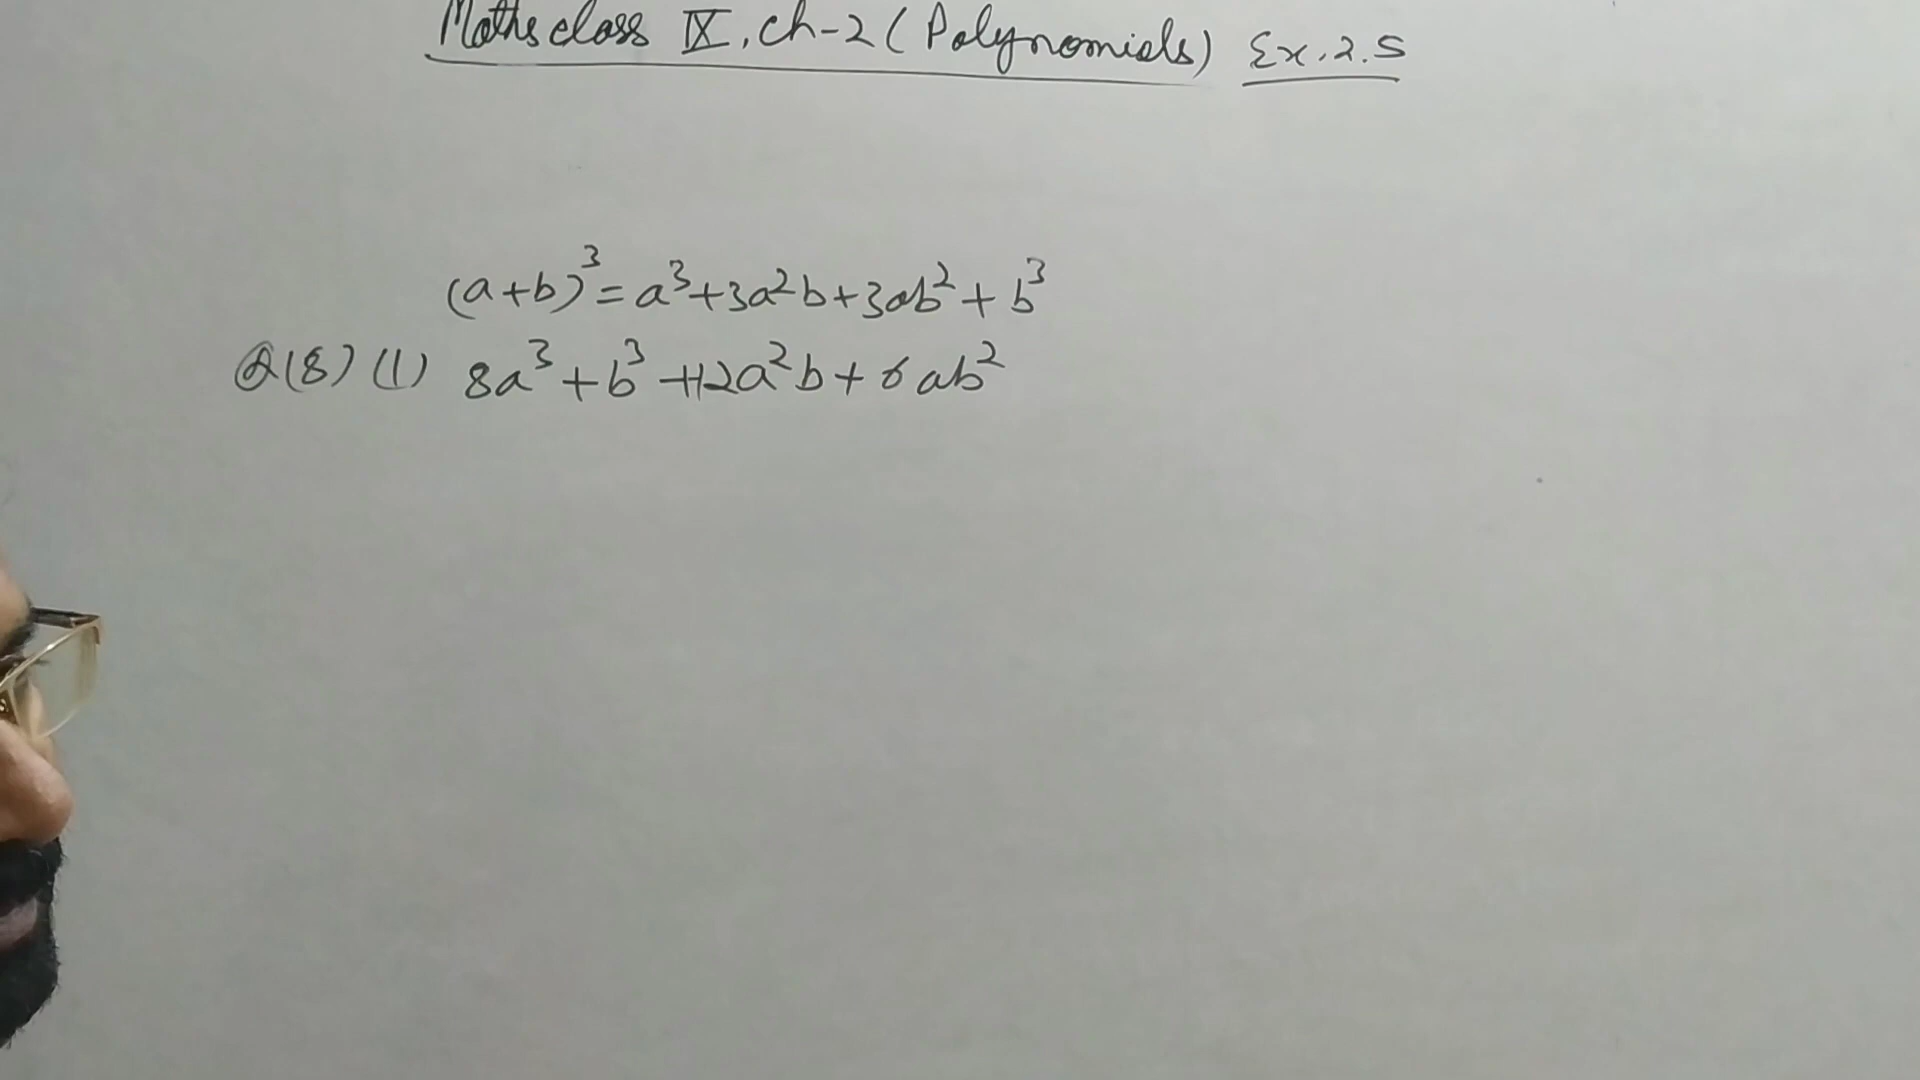 Maths class IX, ch-2 (Polynomials) Ex.2.5
(a+b)³=a³+3a²b+3ab²+b³
Q(8) (1) 8a³+b³+12a²b+6ab²